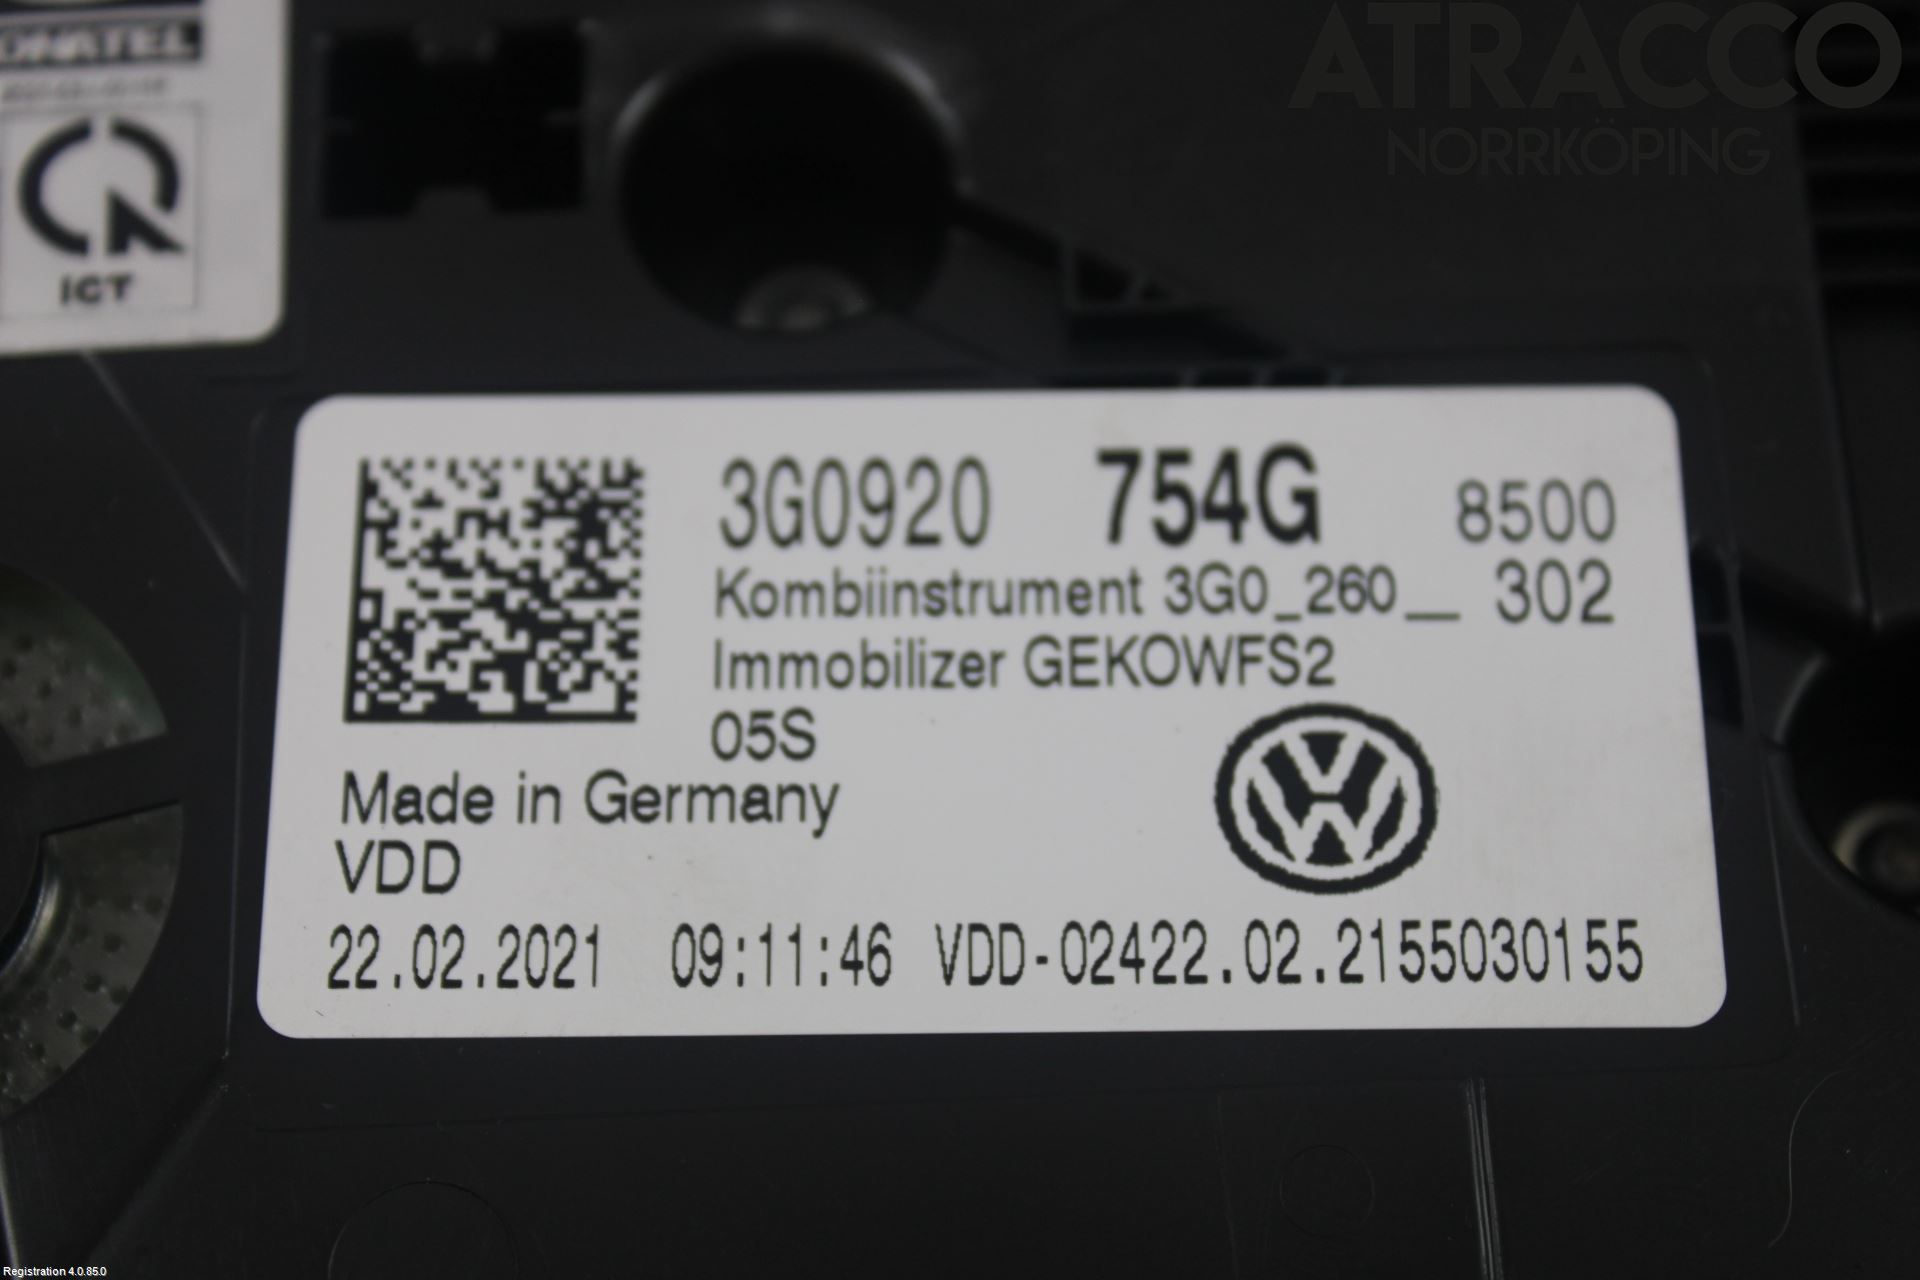 ATRACCO
NORRKÖPING
ICT
3G0920 754G 8500
Kombiinstrument 3G0_260__ 302
Immobilizer GEKOWFS2
05S
Made in Germany
VDD
22.02.2021 09:11:46 VDD-02422.02.2155030155
Registration 4.0.85.0